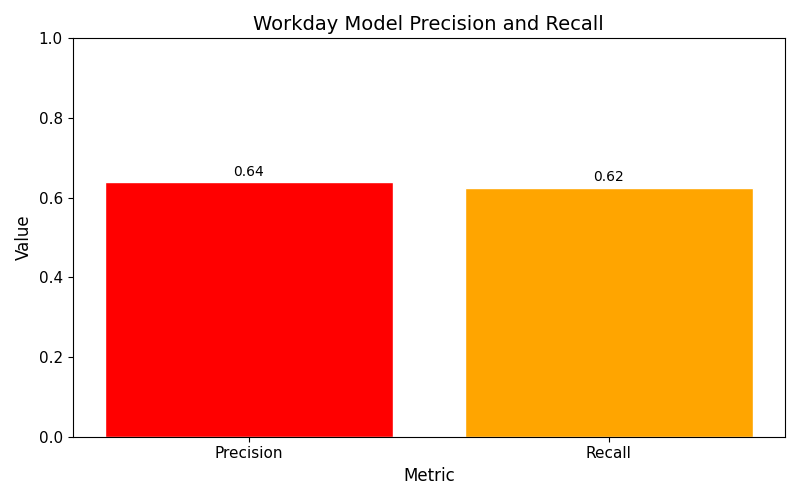 Workday Model Precision and Recall
1.0
0.8
0.6
0.4
0.2
0.0
Value
0.64
0.62
Precision
Recall
Metric